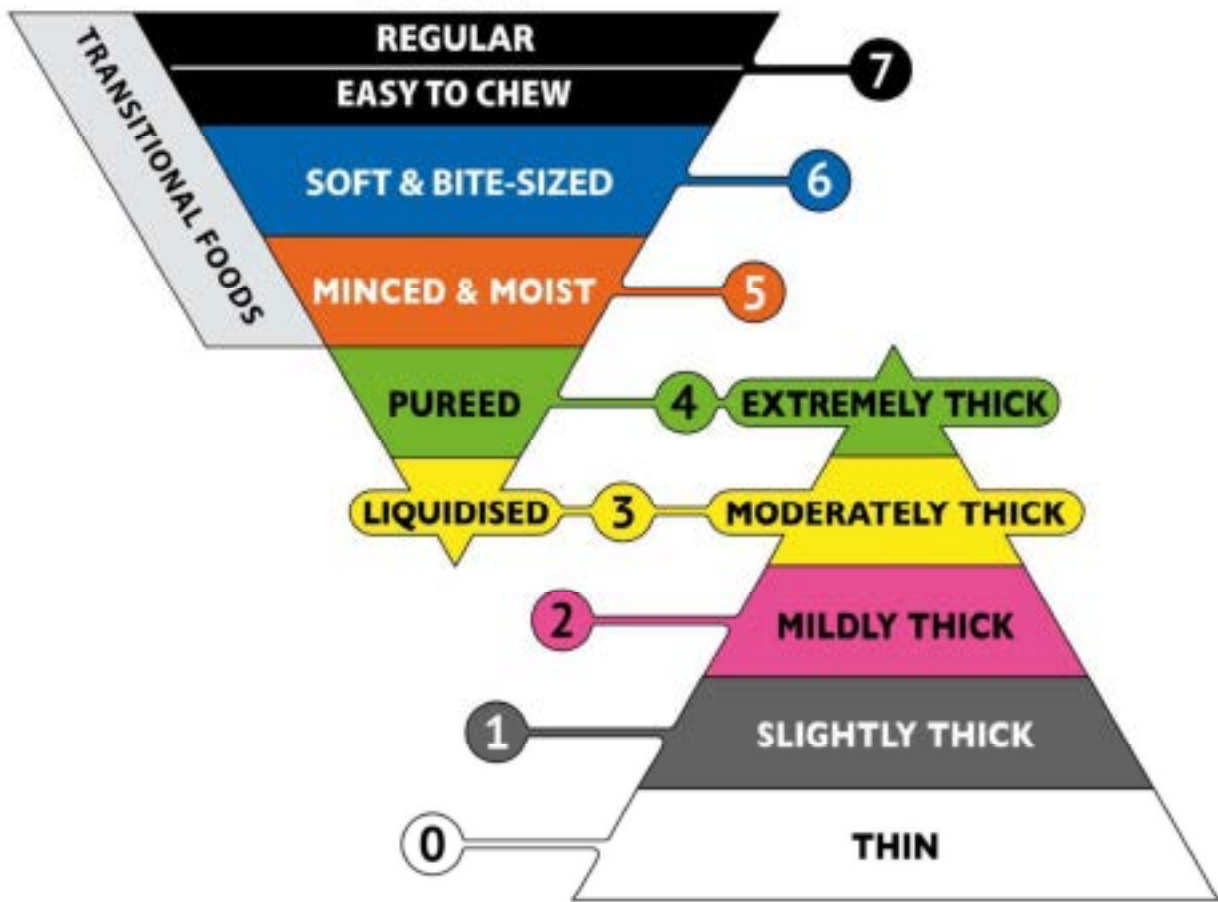 TRANSITIONAL FOODS
REGULAR
EASY TO CHEW
7
SOFT & BITE-SIZED
6
MINCED & MOIST
5
PUREED
4
EXTREMELY THICK
LIQUIDISED
3
MODERATELY THICK
2
MILDLY THICK
1
SLIGHTLY THICK
0
THIN